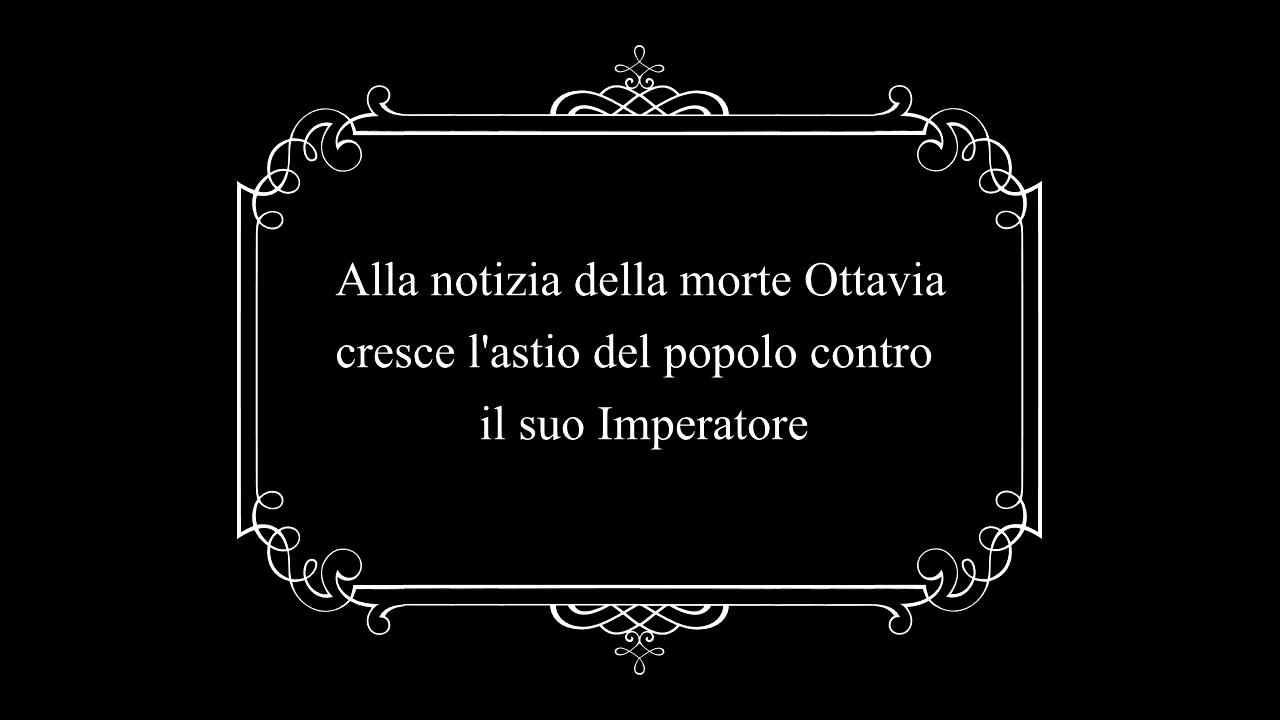 Alla notizia della morte Ottavia
cresce l'astio del popolo contro
il suo Imperatore